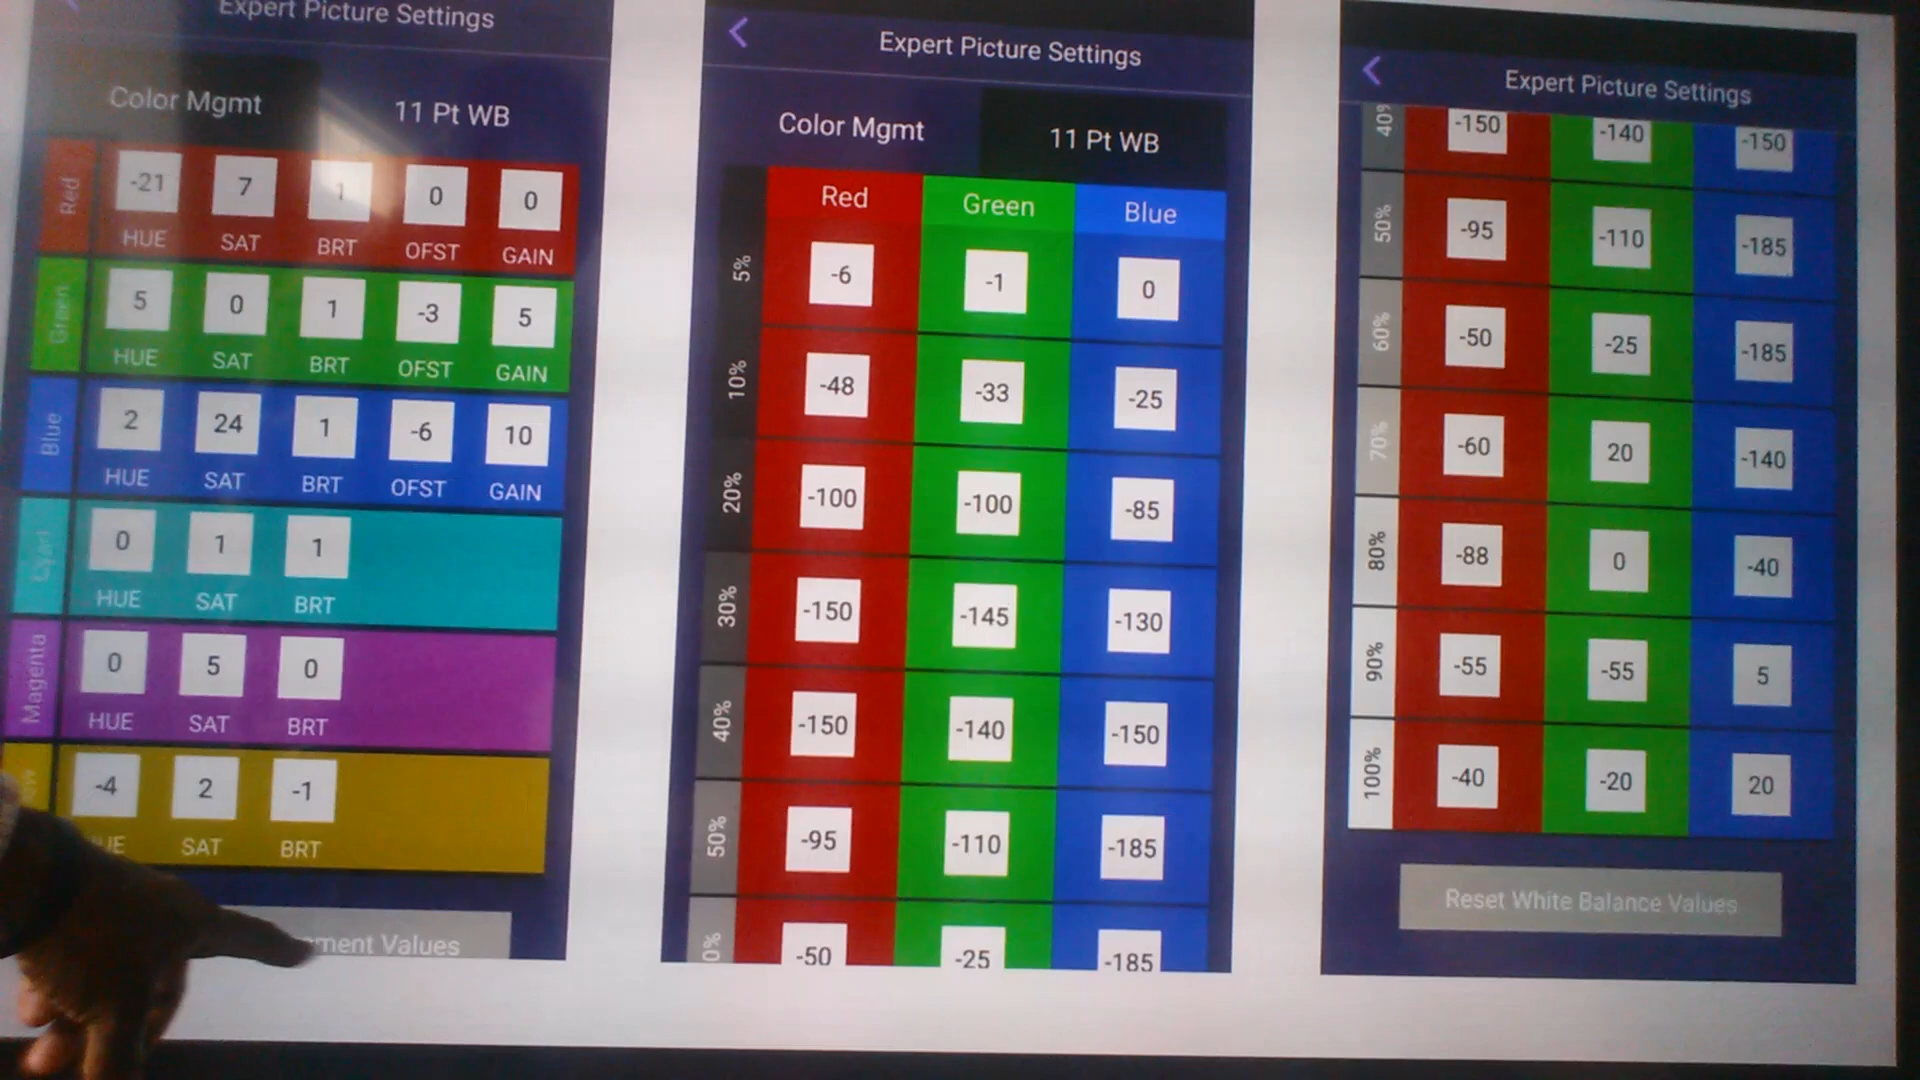 Expert Picture Settings
Color Mgmt 11 Pt WB
Red -21 7 1 0 0
HUE SAT BRT OFST GAIN
Green 5 0 1 -3 5
HUE SAT BRT OFST GAIN
Blue 2 24 1 -6 10
HUE SAT BRT OFST GAIN
Cyan 0 1 1
HUE SAT BRT
Magenta 0 5 0
HUE SAT BRT
-4 2 -1
SAT BRT
Values
Expert Picture Settings
Color Mgmt 11 Pt WB
Red Green Blue
5% -6 -1 0
10% -48 -33 -25
20% -100 -100 -85
30% -150 -145 -130
40% -150 -140 -150
50% -95 -110 -185
-50 -25 -185
Expert Picture Settings
40% -150 -140 -150
50% -95 -110 -185
60% -50 -25 -185
70% -60 20 -140
80% -88 0 -40
90% -55 -55 5
100% -40 -20 20
Reset White Balance Values